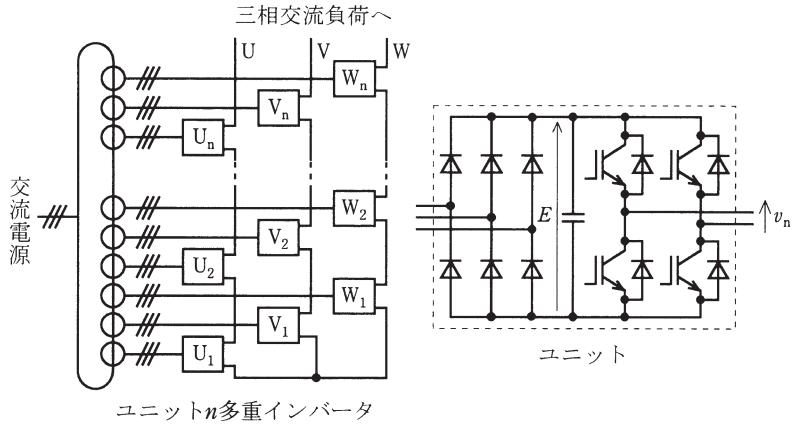 三相交流負荷へ
U V W
Wn
Vn
Un
交流電源
W2
V2
U2
W1
V1
U1
E
vn
ユニット
ユニットn多重インバータ